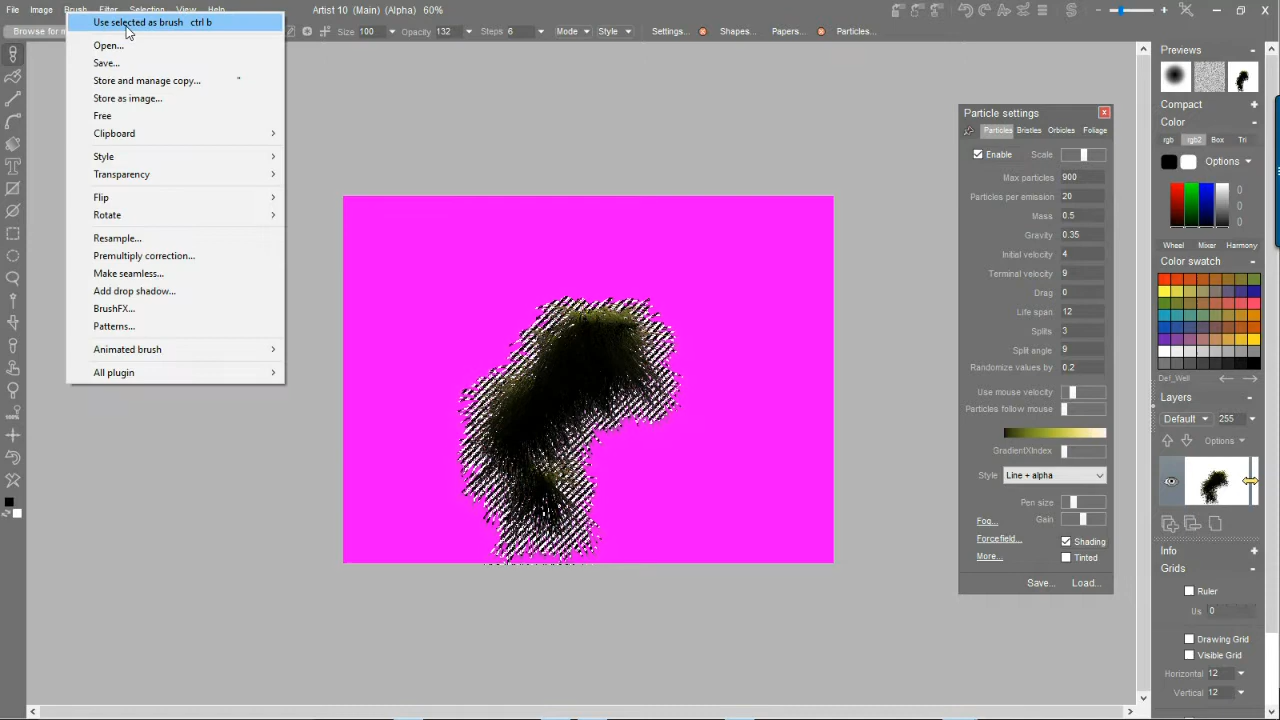 File Image Brush Filter Selection View Help Artist 10 (Main) (Alpha) 60%
Size 100 Opacity 132 Steps 6 Mode Style Settings... Shapes... Papers... Particles...
Use selected as brush ctrl b
Open...
Save...
Store and manage copy... "
Store as image...
Free
Clipboard
Style
Transparency
Flip
Rotate
Resample...
Premultiply correction...
Make seamless...
Add drop shadow...
BrushFX...
Patterns...
Animated brush
All plugin
Particle settings
Particles Bristles Orbicles Foliage
Enable Scale
Max particles 900
Particles per emission 20
Mass 0.5
Gravity 0.35
Initial velocity 4
Terminal velocity 9
Drag 0
Life span 12
Splits 3
Split angle 9
Randomize values by 0.2
Use mouse velocity
Particles follow mouse
GradientXIndex
Style Line + alpha
Pen size
Fog... Gain
Forcefield... Shading
More... Tinted
Save... Load...
Previews
Compact
Color
rgb rgb2 Box Tri
Options
0
0
0
Wheel Mixer Harmony
Color swatch
Def_Well
Layers
Default 255
Options
Info
Grids
Ruler
Us 0
Drawing Grid
Visible Grid
Horizontal 12
Vertical 12